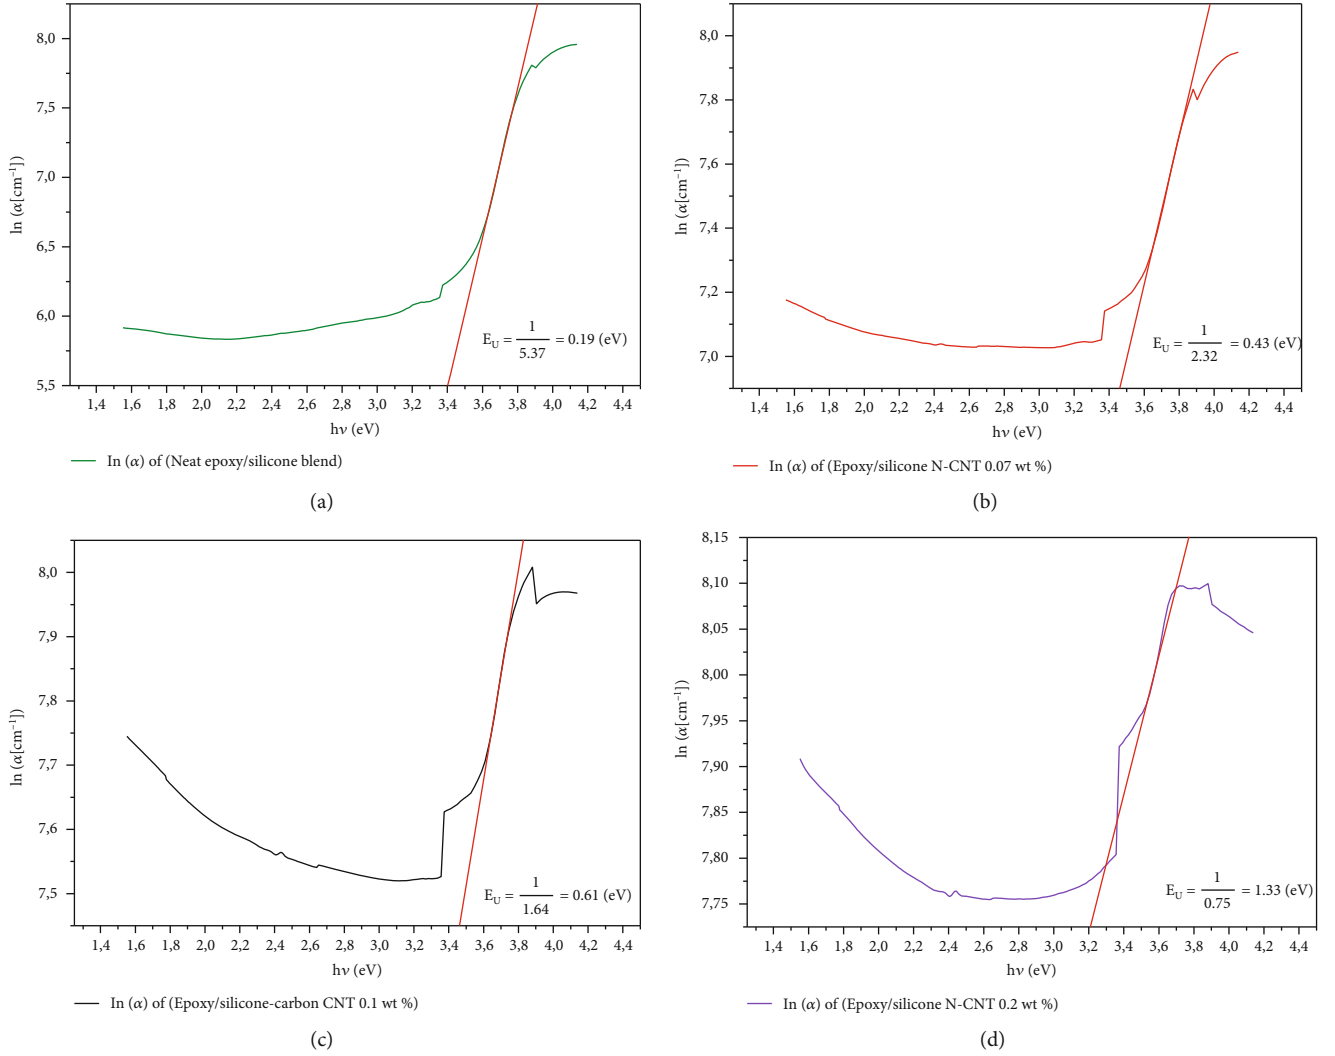 8,0
7,5
7,0
6,5
6,0
5,5
ln (α[cm⁻¹])
1,4 1,6 1,8 2,0 2,2 2,4 2,6 2,8 3,0 3,2 3,4 3,6 3,8 4,0 4,2 4,4
hν (eV)
E_U = 1/5.37 = 0.19 (eV)
In (α) of (Neat epoxy/silicone blend)
(a)
8,0
7,8
7,6
7,4
7,2
7,0
ln (α[cm⁻¹])
1,4 1,6 1,8 2,0 2,2 2,4 2,6 2,8 3,0 3,2 3,4 3,6 3,8 4,0 4,2 4,4
hν (eV)
E_U = 1/2.32 = 0.43 (eV)
In (α) of (Epoxy/silicone N-CNT 0.07 wt %)
(b)
8,0
7,9
7,8
7,7
7,6
7,5
ln (α[cm⁻¹])
1,4 1,6 1,8 2,0 2,2 2,4 2,6 2,8 3,0 3,2 3,4 3,6 3,8 4,0 4,2 4,4
hν (eV)
E_U = 1/1.64 = 0.61 (eV)
In (α) of (Epoxy/silicone-carbon CNT 0.1 wt %)
(c)
8,15
8,10
8,05
8,00
7,95
7,90
7,85
7,80
7,75
ln (α[cm⁻¹])
1,4 1,6 1,8 2,0 2,2 2,4 2,6 2,8 3,0 3,2 3,4 3,6 3,8 4,0 4,2 4,4
hν (eV)
E_U = 1/0.75 = 1.33 (eV)
In (α) of (Epoxy/silicone N-CNT 0.2 wt %)
(d)